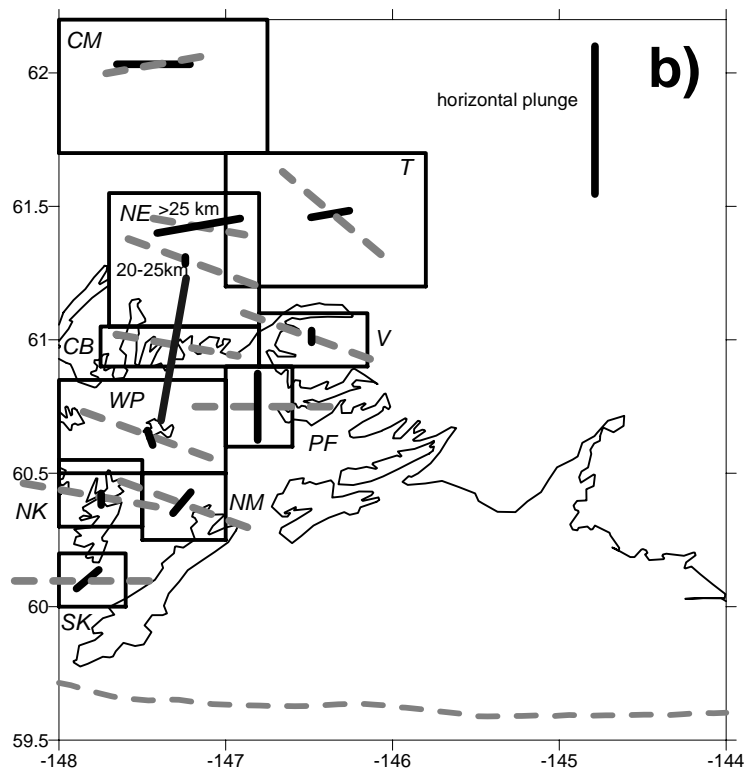 CM
62
b)
horizontal plunge
T
61.5
NE >25 km
20-25km
61
CB
V
WP
PF
60.5
NK
NM
60
SK
59.5
-148 -147 -146 -145 -144